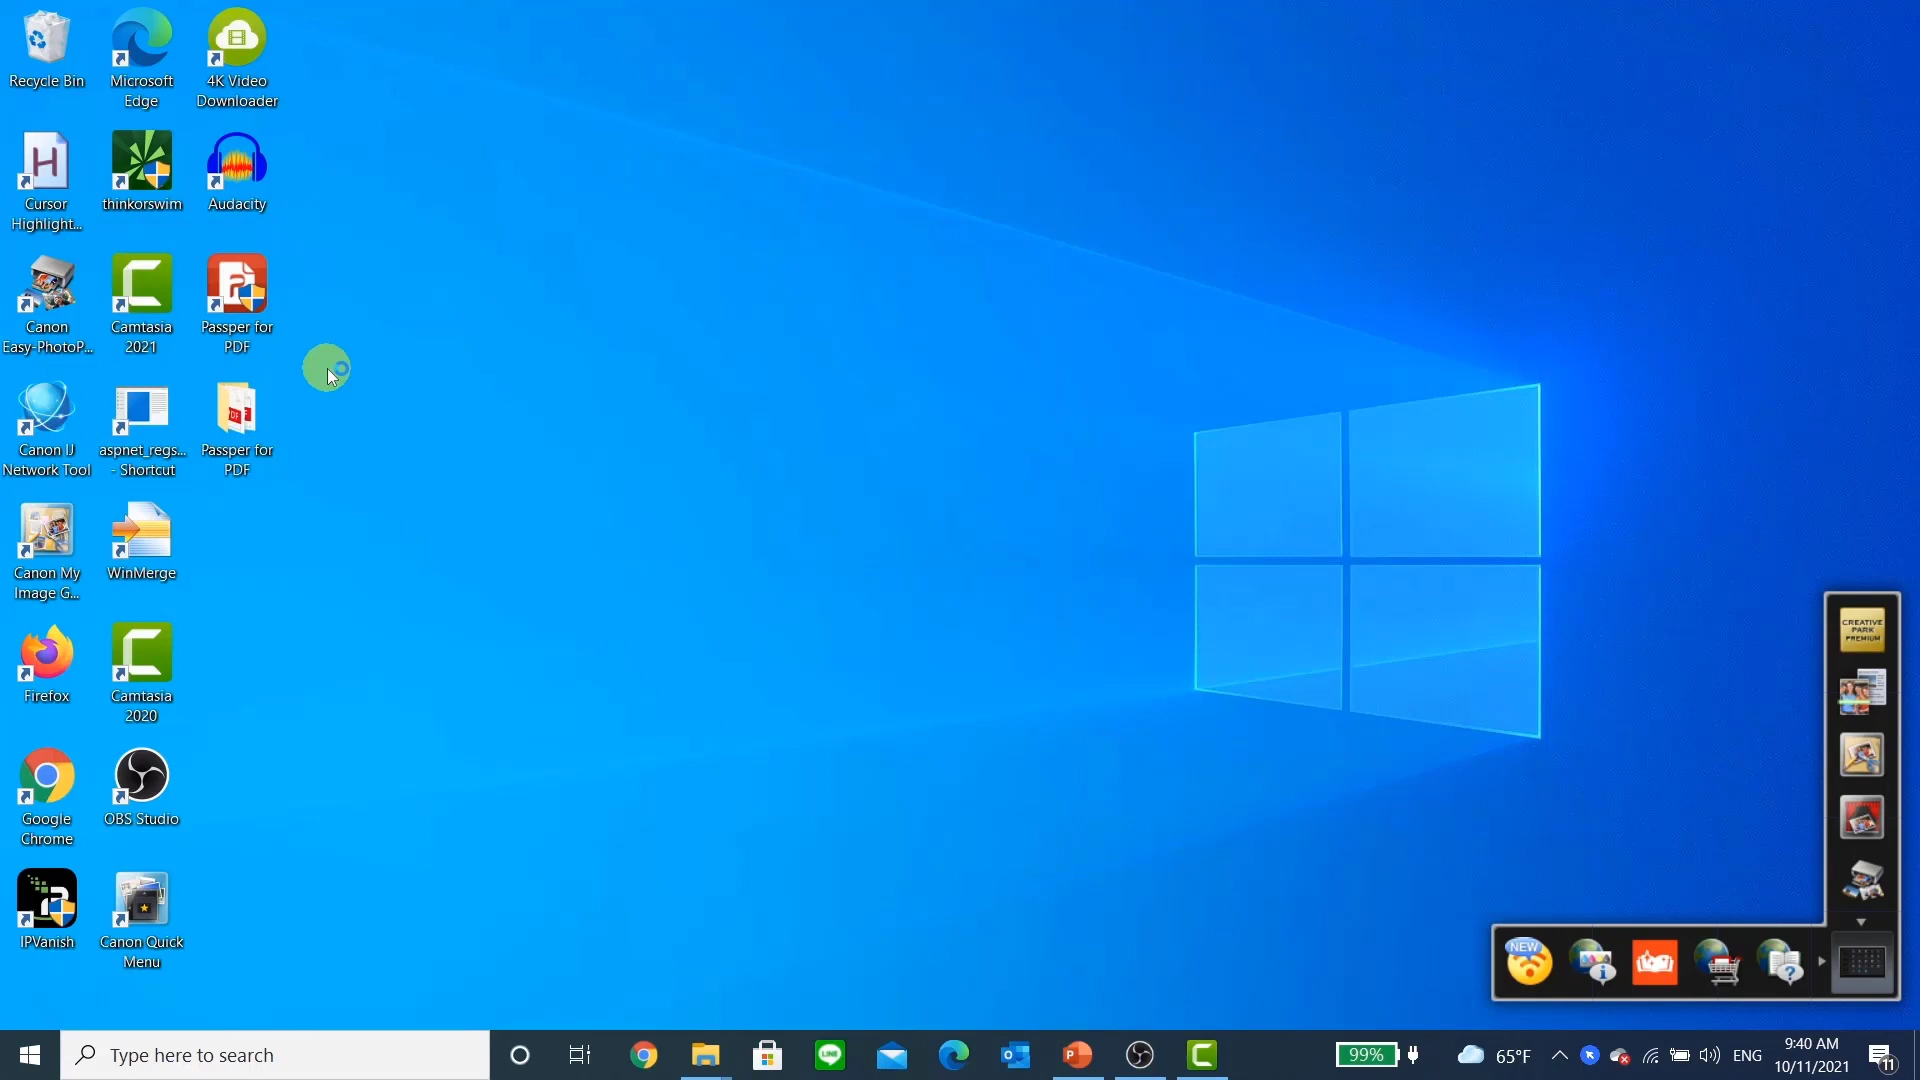 Recycle Bin
Microsoft
Edge
4K Video
Downloader
Cursor
Highlight...
thinkorswim
Audacity
Canon
Easy-PhotoP...
Camtasia
2021
Passper for
PDF
Canon IJ
Network Tool
aspnet_regs...
- Shortcut
Passper for
PDF
Canon My
Image G...
WinMerge
Firefox
Camtasia
2020
Google
Chrome
OBS Studio
IPVanish
Canon Quick
Menu
CREATIVE
PARK
PREMIUM
NEW
Type here to search
99%
65°F
ENG
9:40 AM
10/11/2021
11